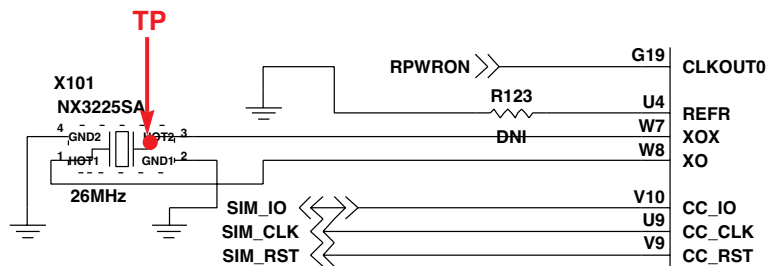 TP
G19
RPWRON CLKOUT0
X101
NX3225SA
R123
U4
REFR
4 GND2 HOT2 3
W7
DNI XOX
1 HOT1 GND1 2
W8
XO
26MHz
V10
SIM_IO CC_IO
U9
SIM_CLK CC_CLK
V9
SIM_RST CC_RST